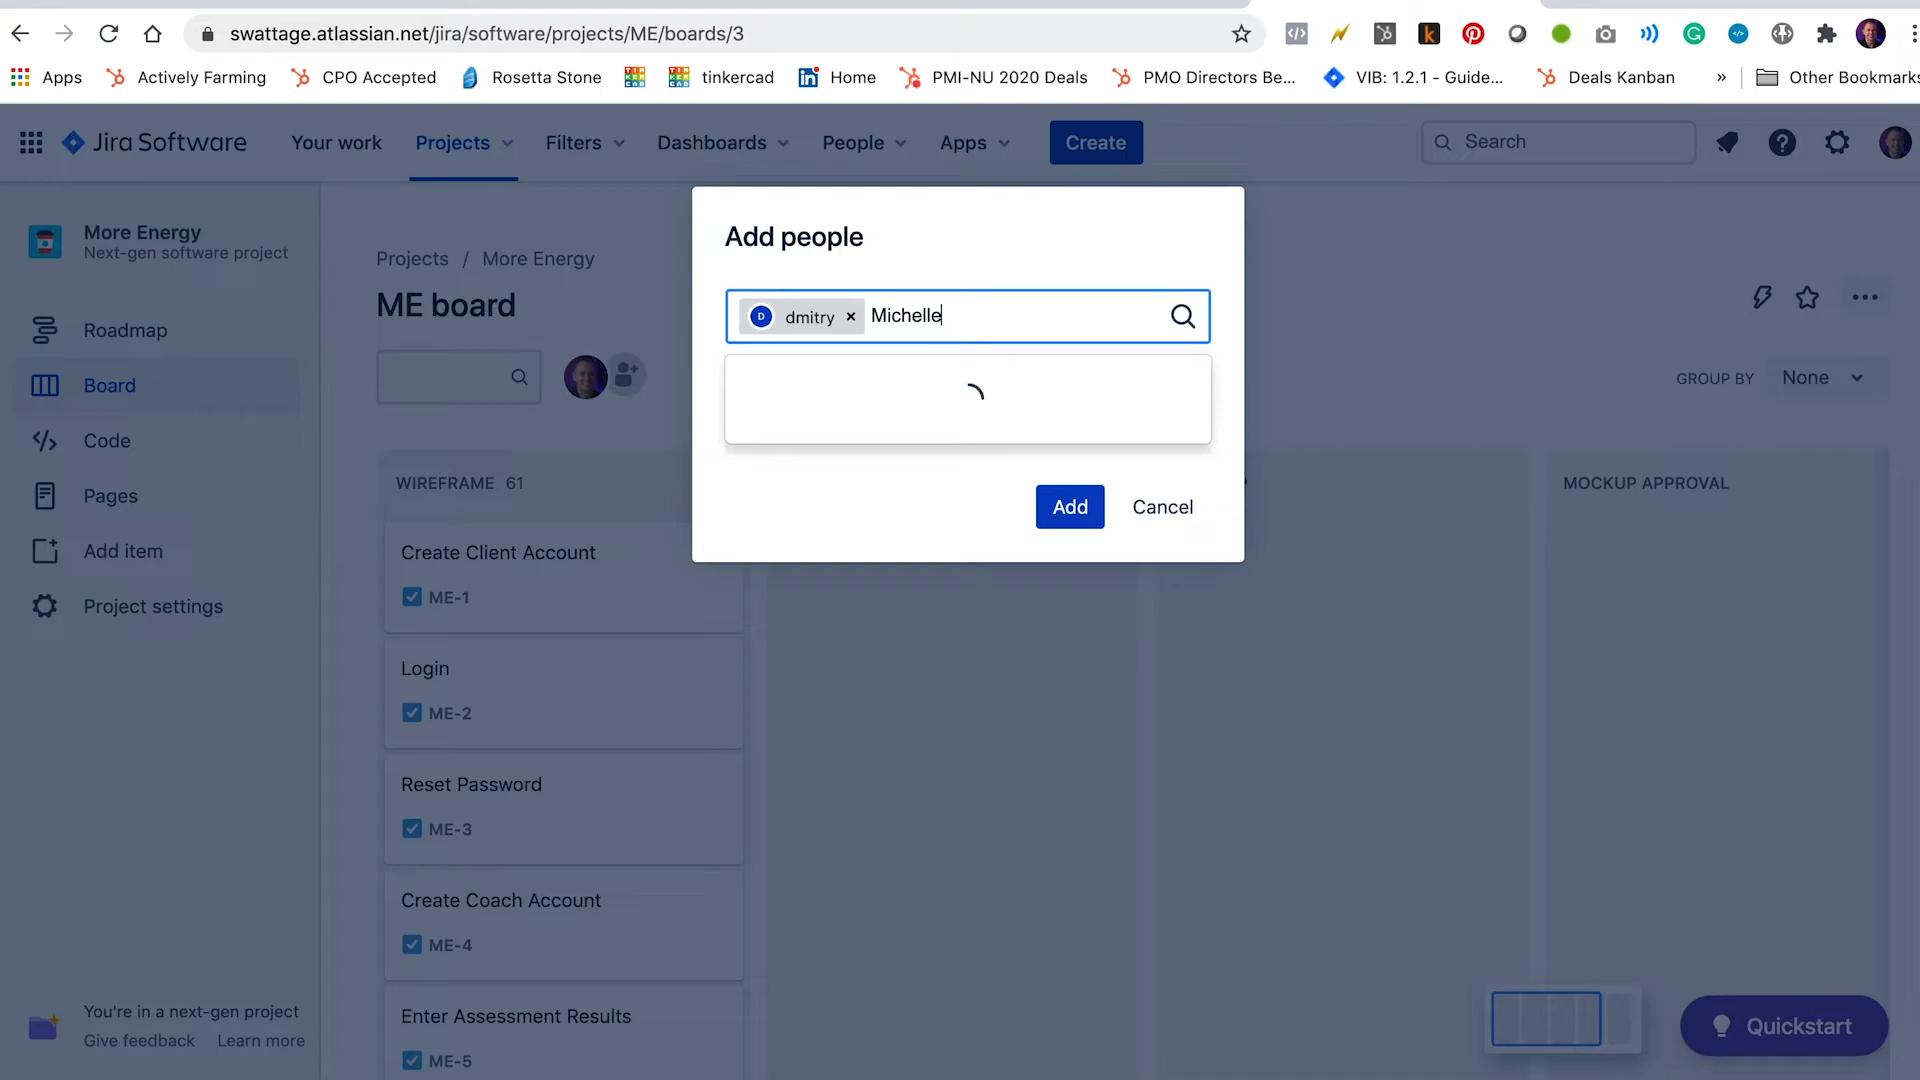 swattage.atlassian.net/jira/software/projects/ME/boards/3
Apps
Actively Farming
CPO Accepted
Rosetta Stone
tinkercad
Home
PMI-NU 2020 Deals
PMO Directors Be...
VIB: 1.2.1 - Guide...
Deals Kanban
»
Other Bookmarks
Jira Software
Your work
Projects
Filters
Dashboards
People
Apps
Create
Search
More Energy
Next-gen software project
Roadmap
Board
Code
Pages
Add item
Project settings
You're in a next-gen project
Give feedback Learn more
Projects / More Energy
ME board
GROUP BY None
Add people
D dmitry × Michelle
Add Cancel
WIREFRAME 61
MOCKUP APPROVAL
Create Client Account
ME-1
Login
ME-2
Reset Password
ME-3
Create Coach Account
ME-4
Enter Assessment Results
ME-5
Quickstart